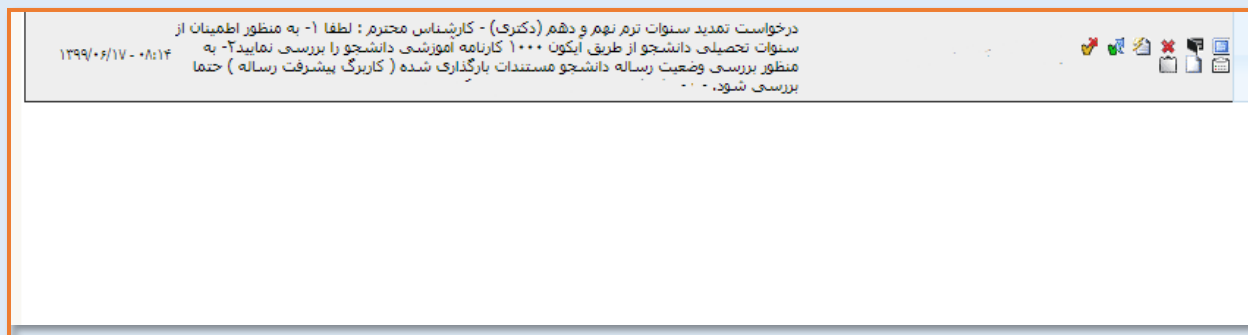 درخواست تمدید سنوات ترم نهم و دهم (دکتری) - کارشناس محترم : لطفا ۱- به منظور اطمینان از
سنوات تحصیلی دانشجو از طریق آیکون ۱۰۰۰ کارنامه آموزشی دانشجو را بررسی نمایید۲- به
منظور بررسی وضعیت رساله دانشجو مستندات بارگذاری شده ( کاربرگ پیشرفت رساله ) حتما
بررسی شود.
۱۳۹۹/۰۶/۱۷ - ۰۸:۱۴